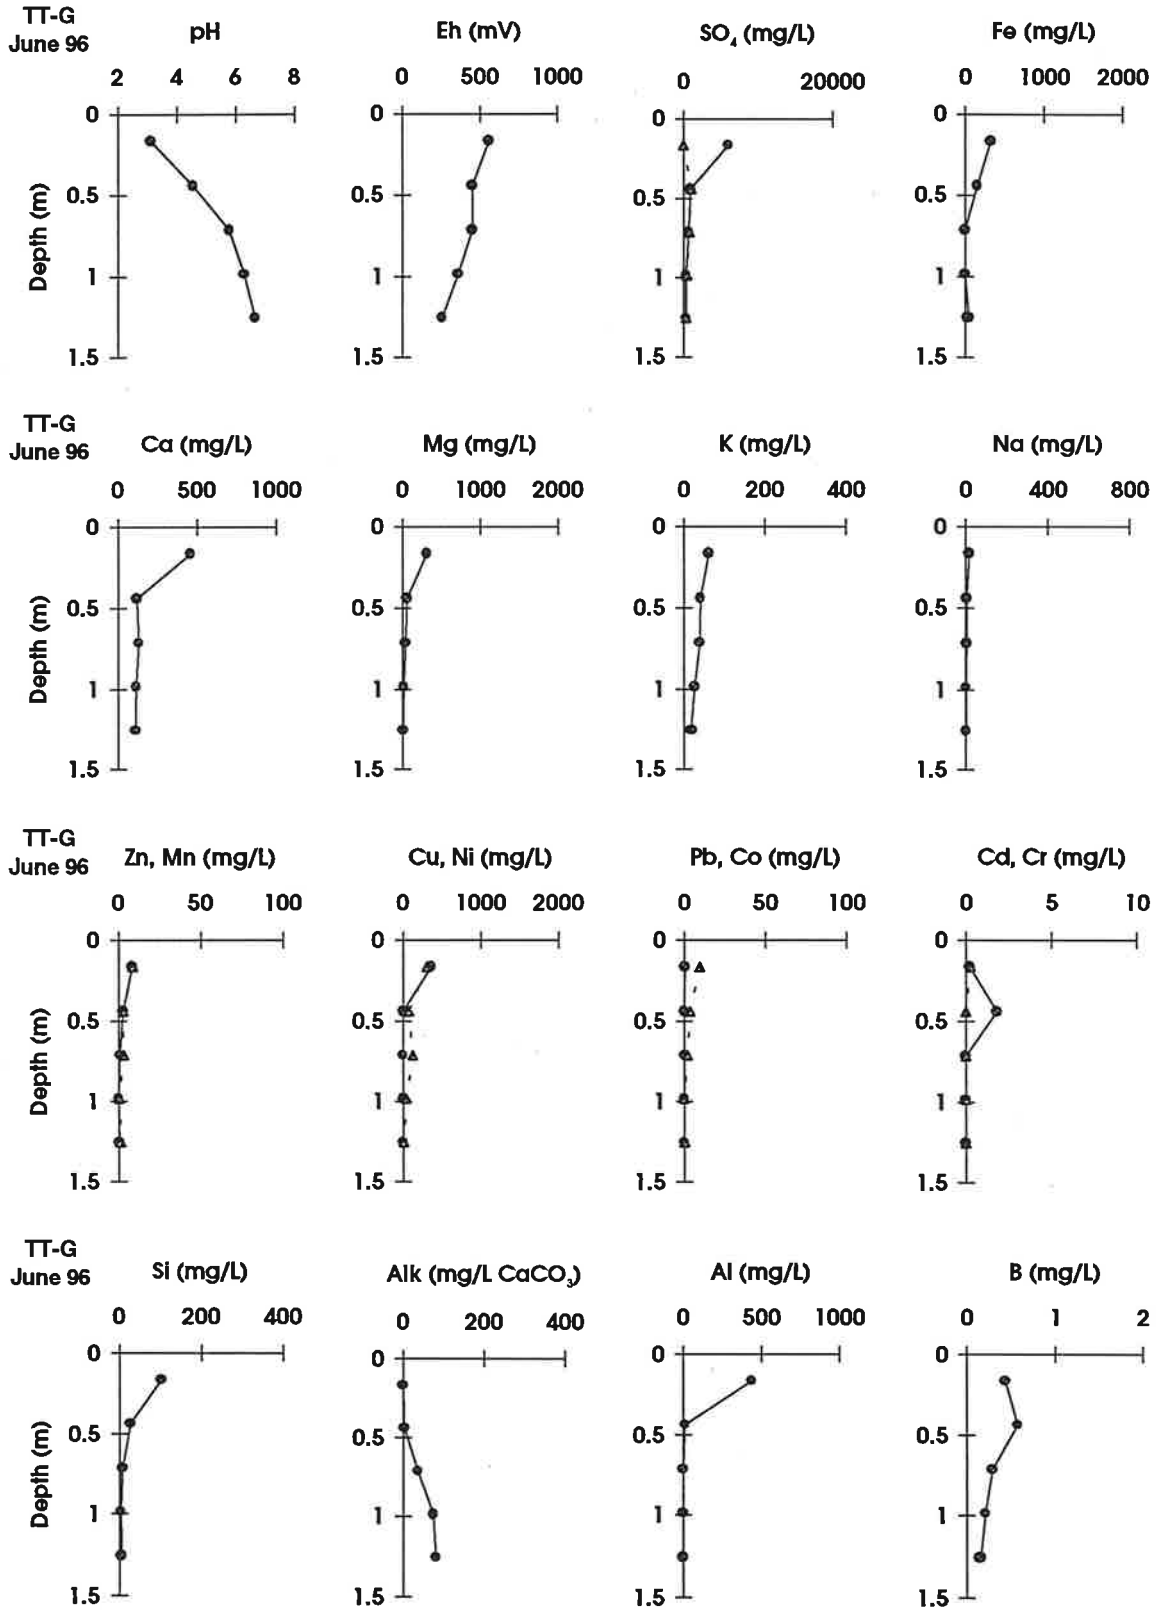 TT-G
June 96
pH
Eh (mV)
SO₄ (mg/L)
Fe (mg/L)
2 4 6 8
0 500 1000
0 20000
0 1000 2000
0
0
0
0
Depth (m)
0.5
0.5
0.5
0.5
1
1
1
1
1.5
1.5
1.5
1.5
TT-G
June 96
Ca (mg/L)
Mg (mg/L)
K (mg/L)
Na (mg/L)
0 500 1000
0 1000 2000
0 200 400
0 400 800
0
0
0
0
Depth (m)
0.5
0.5
0.5
0.5
1
1
1
1
1.5
1.5
1.5
1.5
TT-G
June 96
Zn, Mn (mg/L)
Cu, Ni (mg/L)
Pb, Co (mg/L)
Cd, Cr (mg/L)
0 50 100
0 1000 2000
0 50 100
0 5 10
0
0
0
0
Depth (m)
0.5
0.5
0.5
0.5
1
1
1
1
1.5
1.5
1.5
1.5
TT-G
June 96
Si (mg/L)
Alk (mg/L CaCO₃)
Al (mg/L)
B (mg/L)
0 200 400
0 200 400
0 500 1000
0 1 2
0
0
0
0
Depth (m)
0.5
0.5
0.5
0.5
1
1
1
1
1.5
1.5
1.5
1.5